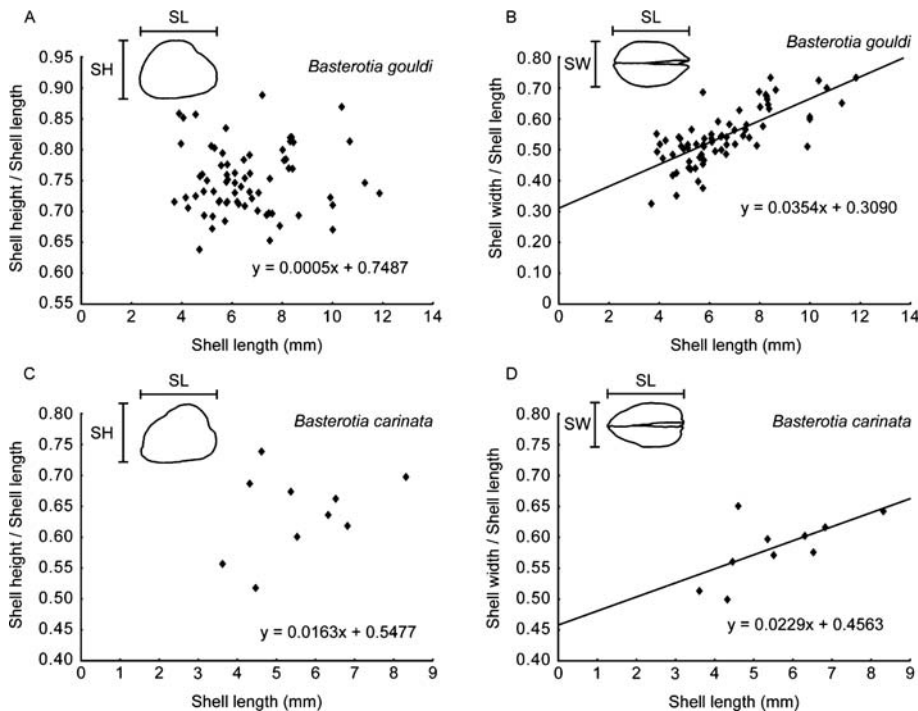 A
SL
SH
Basterotia gouldi
Shell height / Shell length
0.95
0.90
0.85
0.80
0.75
0.70
0.65
0.60
0.55
y = 0.0005x + 0.7487
0 2 4 6 8 10 12 14
Shell length (mm)
B
SL
SW
Basterotia gouldi
Shell width / Shell length
0.80
0.70
0.60
0.50
0.40
0.30
0.20
0.10
0
y = 0.0354x + 0.3090
0 2 4 6 8 10 12 14
Shell length (mm)
C
SL
SH
Basterotia carinata
Shell height / Shell length
0.80
0.75
0.70
0.65
0.60
0.55
0.50
0.45
0.40
y = 0.0163x + 0.5477
0 1 2 3 4 5 6 7 8 9
Shell length (mm)
D
SL
SW
Basterotia carinata
Shell width / Shell length
0.80
0.75
0.70
0.65
0.60
0.55
0.50
0.45
0.40
y = 0.0229x + 0.4563
0 1 2 3 4 5 6 7 8 9
Shell length (mm)